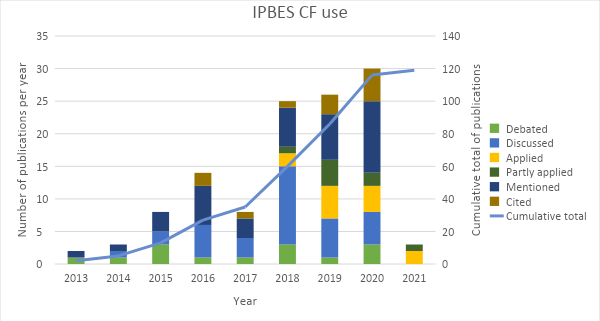 IPBES CF use
35
30
25
20
15
10
5
0
Number of publications per year
140
120
100
80
60
40
20
0
Cumulative total of publications
2013 2014 2015 2016 2017 2018 2019 2020 2021
Year
Debated
Discussed
Applied
Partly applied
Mentioned
Cited
Cumulative total